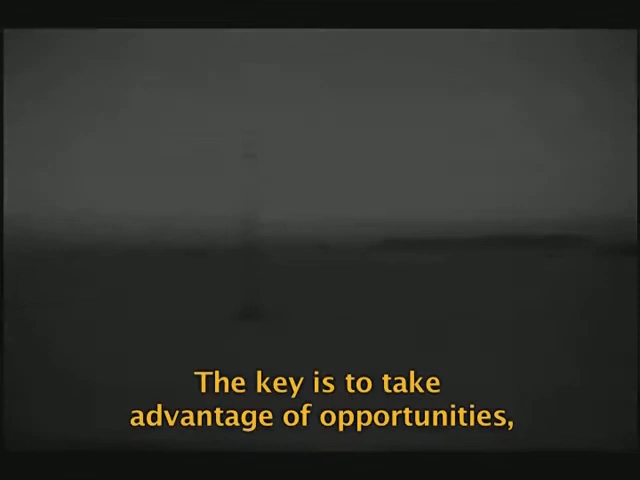 The key is to take
advantage of opportunities,